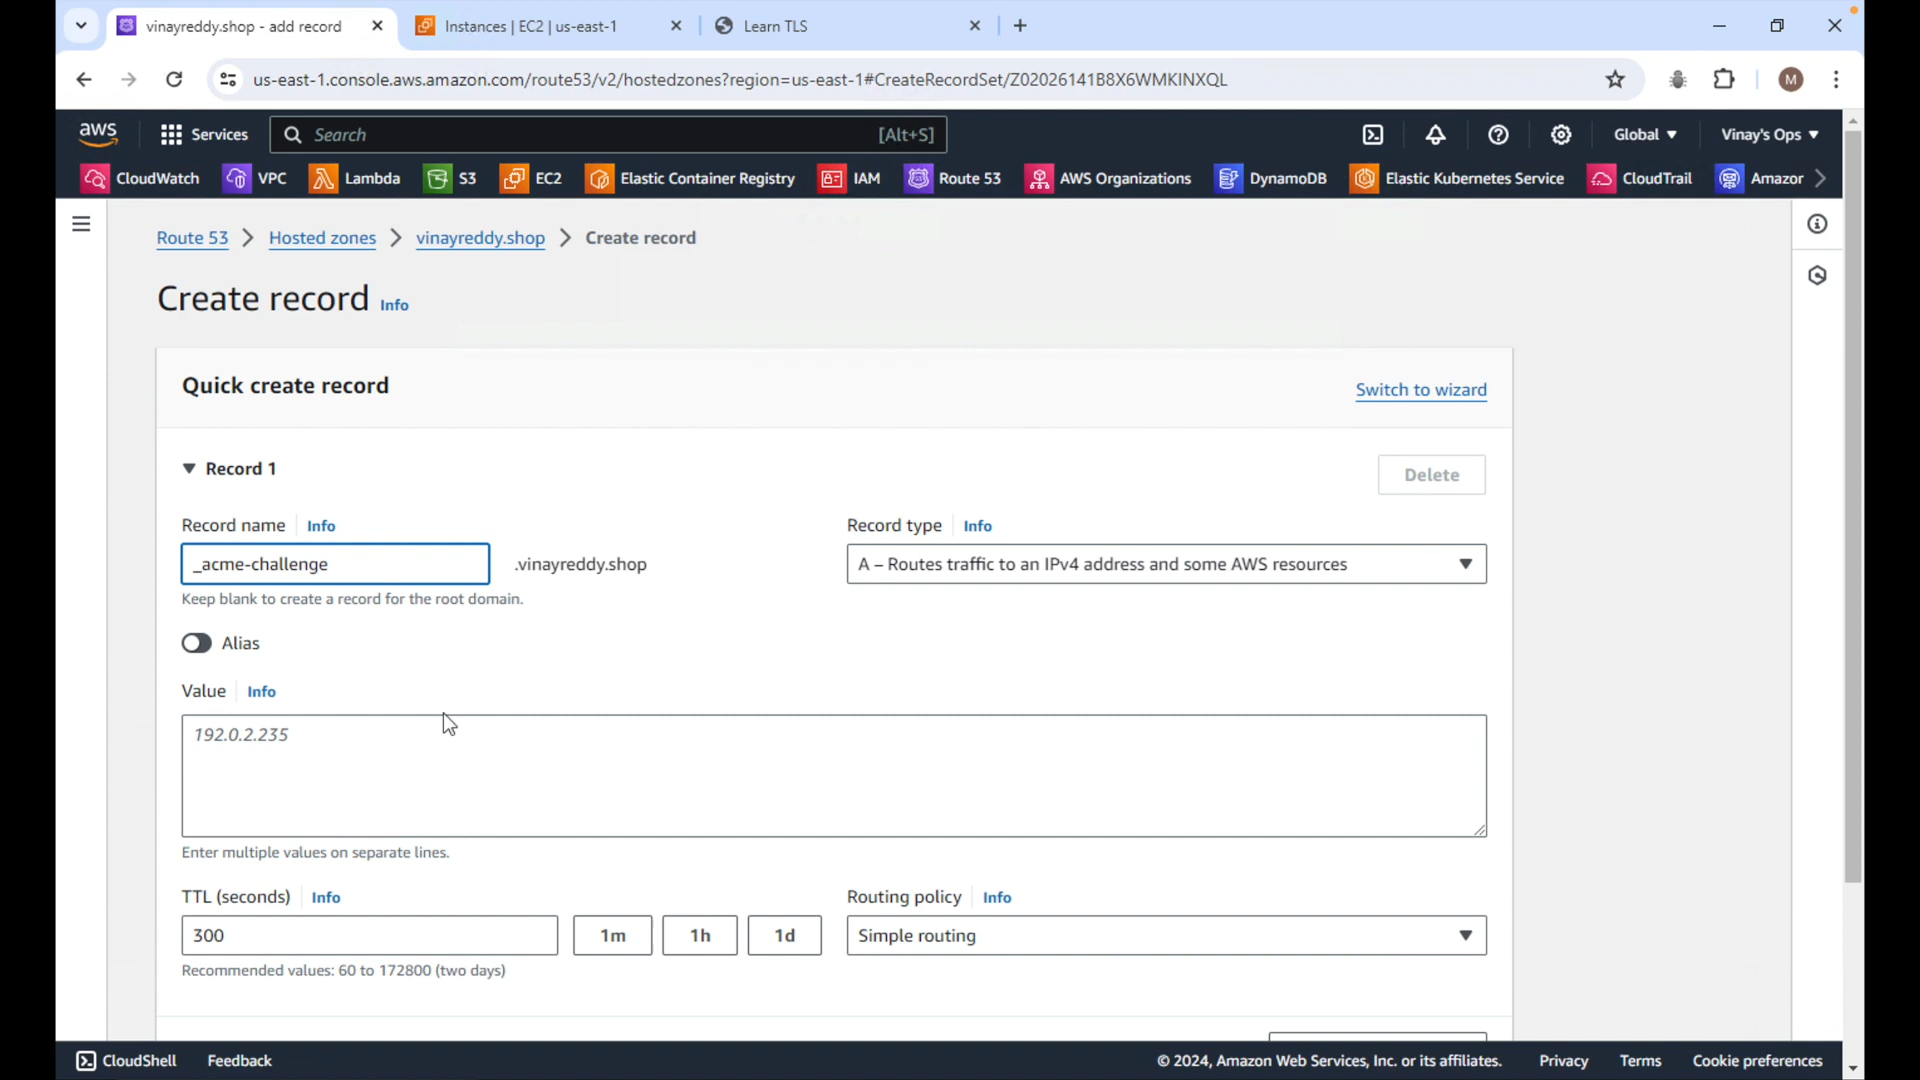 vinayreddy.shop - add record
Instances | EC2 | us-east-1
Learn TLS
us-east-1.console.aws.amazon.com/route53/v2/hostedzones?region=us-east-1#CreateRecordSet/Z02026141B8X6WMKINXQL
M
aws
Services
Search
[Alt+S]
Global
Vinay's Ops
CloudWatch
VPC
Lambda
S3
EC2
Elastic Container Registry
IAM
Route 53
AWS Organizations
DynamoDB
Elastic Kubernetes Service
CloudTrail
Amazor
Route 53 > Hosted zones > vinayreddy.shop > Create record
Create record Info
Quick create record
Switch to wizard
Record 1
Delete
Record name Info
Record type Info
_acme-challenge
.vinayreddy.shop
A – Routes traffic to an IPv4 address and some AWS resources
Keep blank to create a record for the root domain.
Alias
Value Info
192.0.2.235
Enter multiple values on separate lines.
TTL (seconds) Info
Routing policy Info
300
1m
1h
1d
Simple routing
Recommended values: 60 to 172800 (two days)
CloudShell
Feedback
© 2024, Amazon Web Services, Inc. or its affiliates.
Privacy
Terms
Cookie preferences